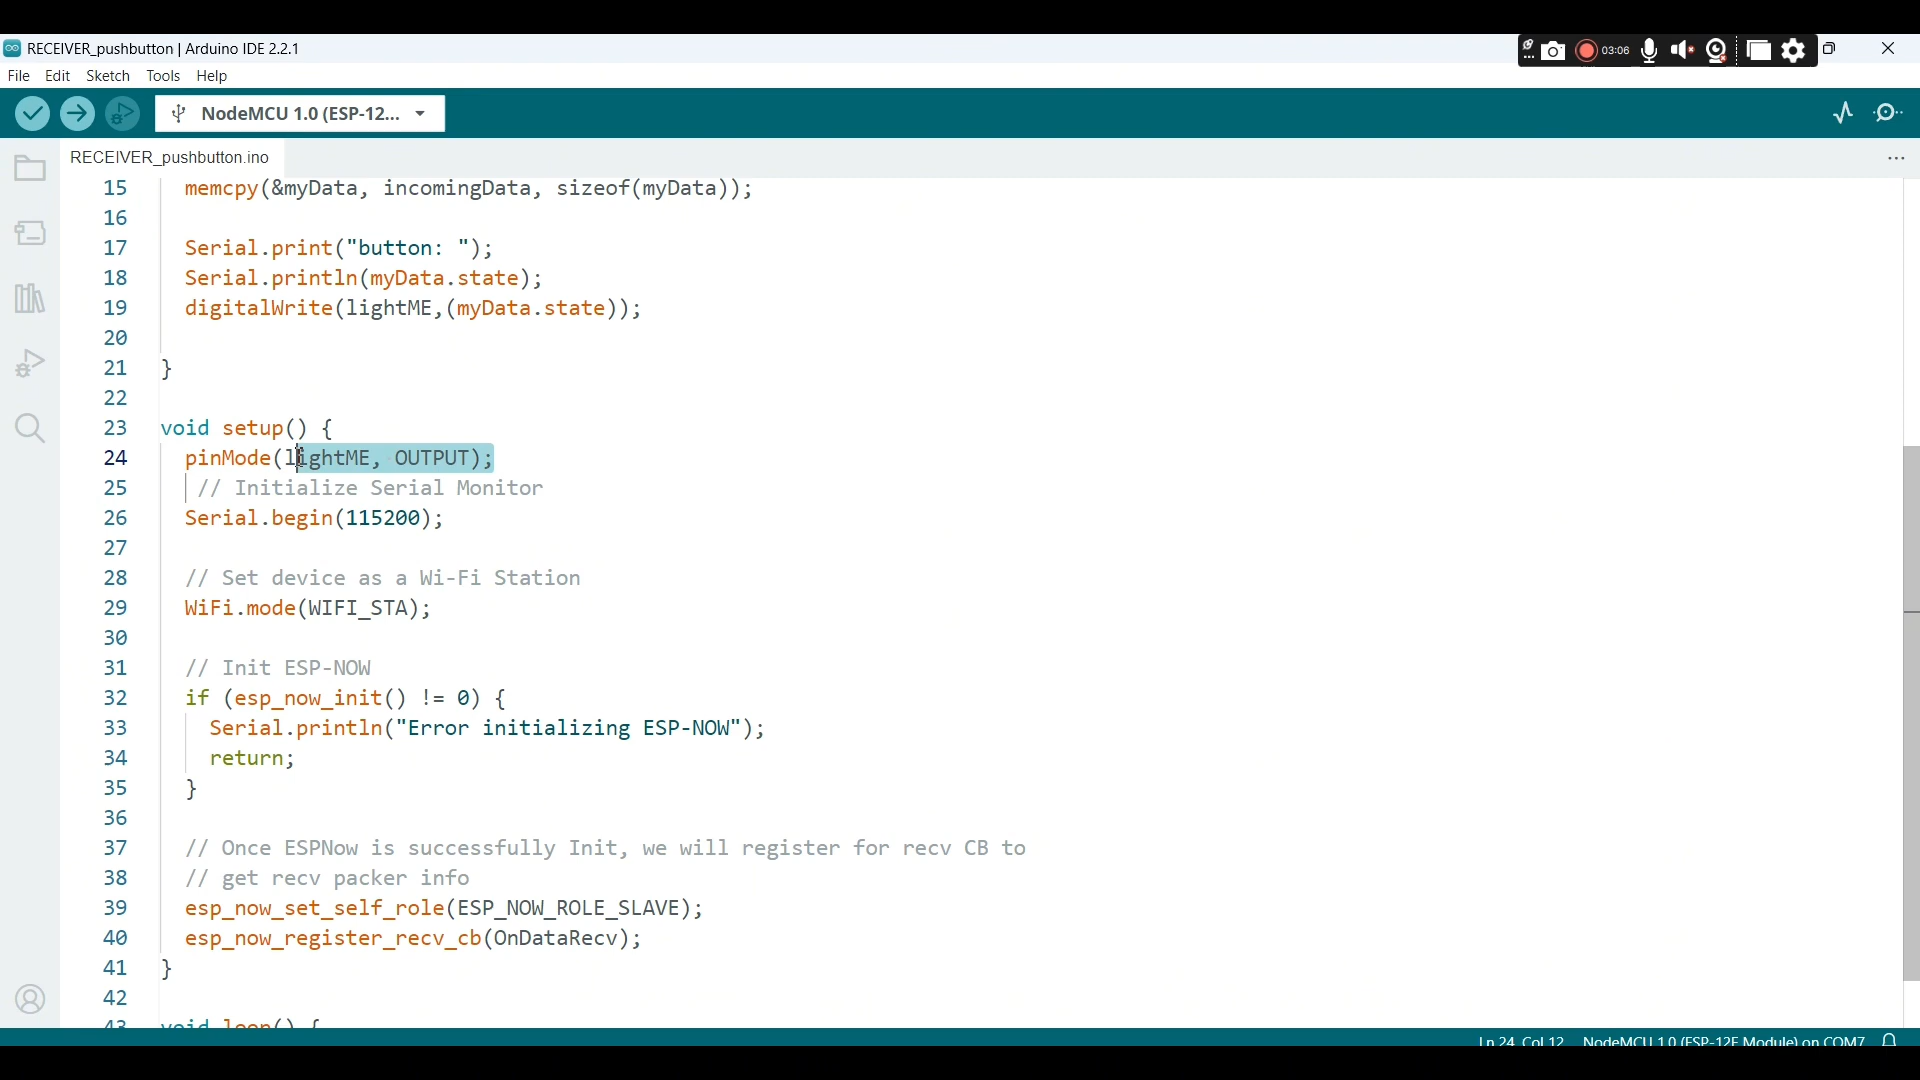 RECEIVER_pushbutton | Arduino IDE 2.2.1
03:06
File Edit Sketch Tools Help
NodeMCU 1.0 (ESP-12...
RECEIVER_pushbutton.ino
15 memcpy(&myData, incomingData, sizeof(myData));
16
17 Serial.print("button: ");
18 Serial.println(myData.state);
19 digitalWrite(lightME,(myData.state));
20
21 }
22
23 void setup() {
24 pinMode(lightME, OUTPUT);
25 // Initialize Serial Monitor
26 Serial.begin(115200);
27
28 // Set device as a Wi-Fi Station
29 WiFi.mode(WIFI_STA);
30
31 // Init ESP-NOW
32 if (esp_now_init() != 0) {
33 Serial.println("Error initializing ESP-NOW");
34 return;
35 }
36
37 // Once ESPNow is successfully Init, we will register for recv CB to
38 // get recv packer info
39 esp_now_set_self_role(ESP_NOW_ROLE_SLAVE);
40 esp_now_register_recv_cb(OnDataRecv);
41 }
42
43 void loop() {
Ln 24, Col 12 NodeMCU 1.0 (ESP-12E Module) on COM7